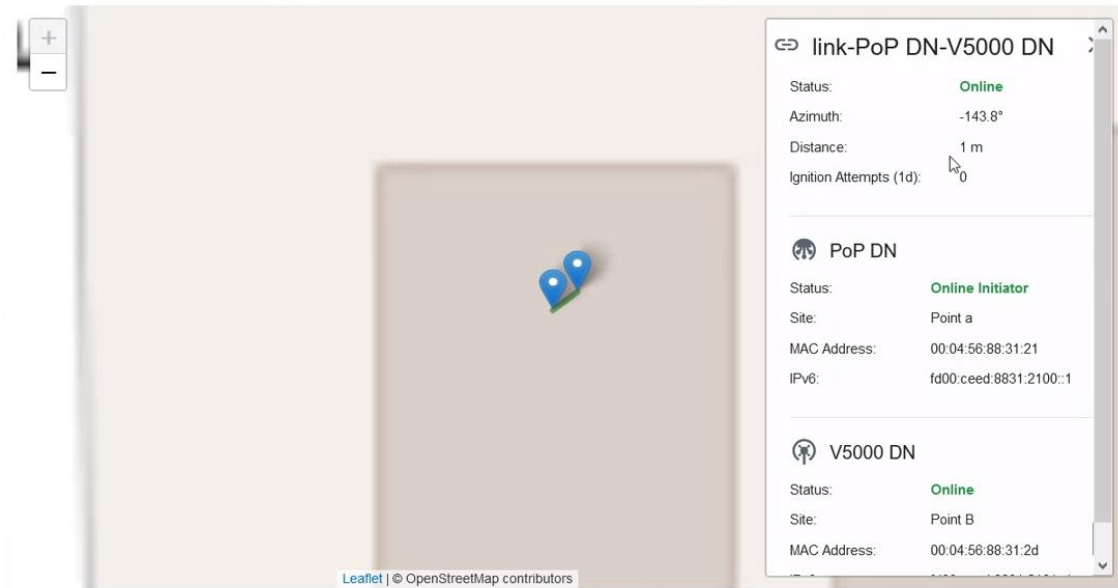 +
−
link-PoP DN-V5000 DN
Status: Online
Azimuth: -143.8°
Distance: 1 m
Ignition Attempts (1d): 0
PoP DN
Status: Online Initiator
Site: Point a
MAC Address: 00:04:56:88:31:21
IPv6: fd00:ceed:8831:2100::1
V5000 DN
Status: Online
Site: Point B
MAC Address: 00:04:56:88:31:2d
Leaflet | © OpenStreetMap contributors